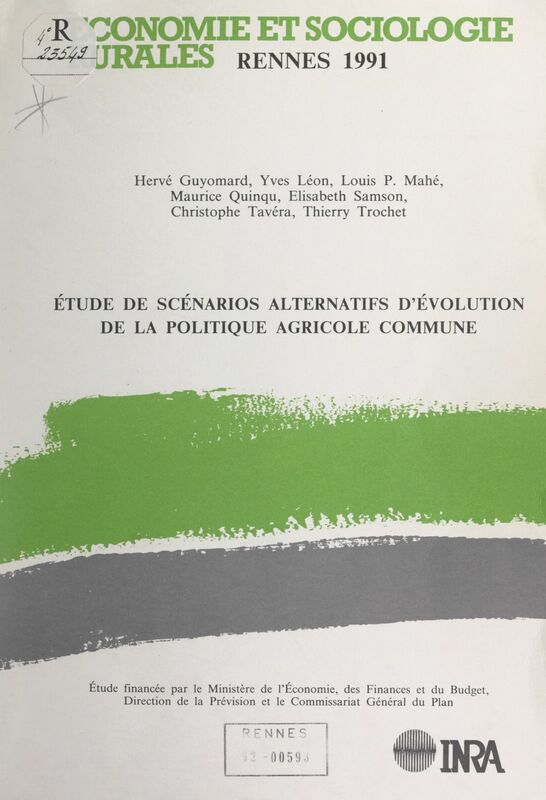 ÉCONOMIE ET SOCIOLOGIE
RURALES RENNES 1991
4° R
23549
Hervé Guyomard, Yves Léon, Louis P. Mahé,
Maurice Quinqu, Elisabeth Samson,
Christophe Tavéra, Thierry Trochet
ÉTUDE DE SCÉNARIOS ALTERNATIFS D'ÉVOLUTION
DE LA POLITIQUE AGRICOLE COMMUNE
Étude financée par le Ministère de l'Économie, des Finances et du Budget,
Direction de la Prévision et le Commissariat Général du Plan
RENNES
92-00593
INRA